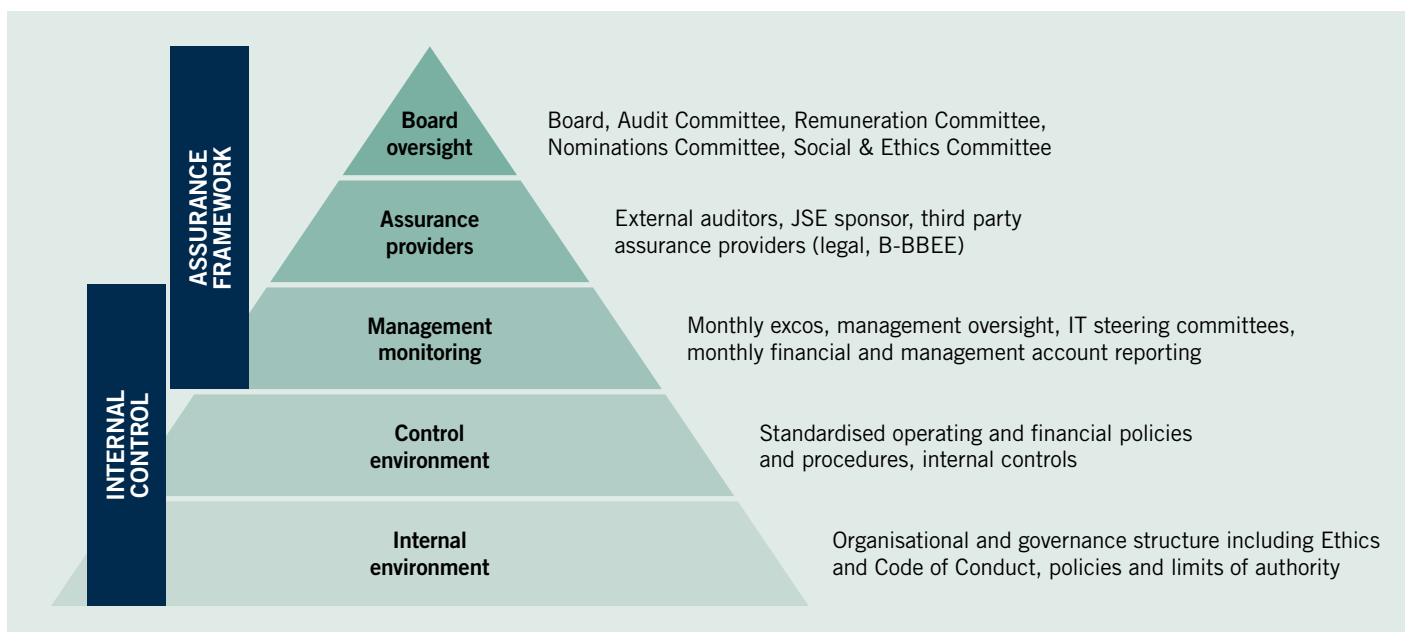 ASSURANCE
FRAMEWORK
INTERNAL
CONTROL
Board
oversight
Board, Audit Committee, Remuneration Committee,
Nominations Committee, Social & Ethics Committee
Assurance
providers
External auditors, JSE sponsor, third party
assurance providers (legal, B-BBEE)
Management
monitoring
Monthly excos, management oversight, IT steering committees,
monthly financial and management account reporting
Control
environment
Standardised operating and financial policies
and procedures, internal controls
Internal
environment
Organisational and governance structure including Ethics
and Code of Conduct, policies and limits of authority